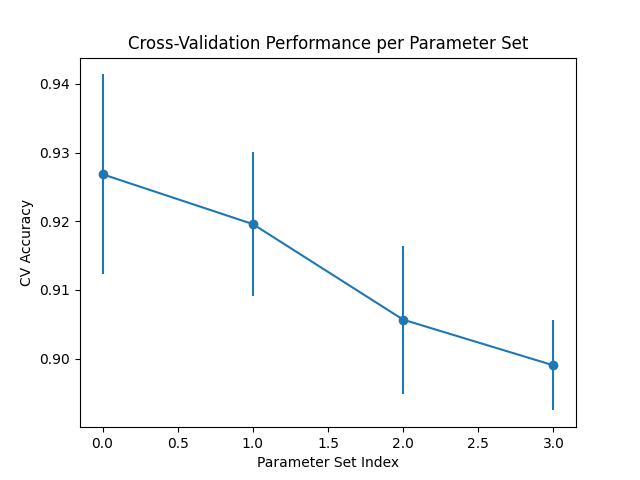 Cross-Validation Performance per Parameter Set
0.94
0.93
0.92
0.91
0.90
CV Accuracy
0.0 0.5 1.0 1.5 2.0 2.5 3.0
Parameter Set Index